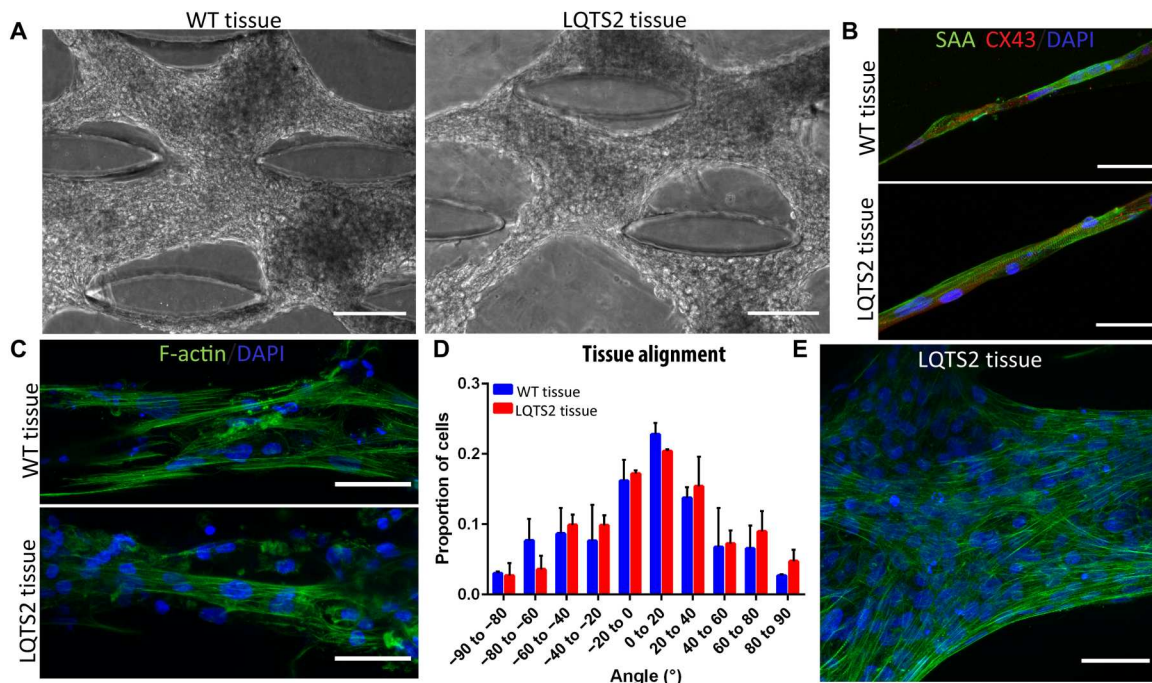 A
WT tissue
LQTS2 tissue
B
SAA CX43/DAPI
WT tissue
LQTS2 tissue
C
F-actin/DAPI
WT tissue
LQTS2 tissue
D
Tissue alignment
WT tissue
LQTS2 tissue
Proportion of cells
0.3
0.2
0.1
0.0
−90 to −80
−80 to −60
−60 to −40
−40 to −20
−20 to 0
0 to 20
20 to 40
40 to 60
60 to 80
80 to 90
Angle (°)
E
LQTS2 tissue